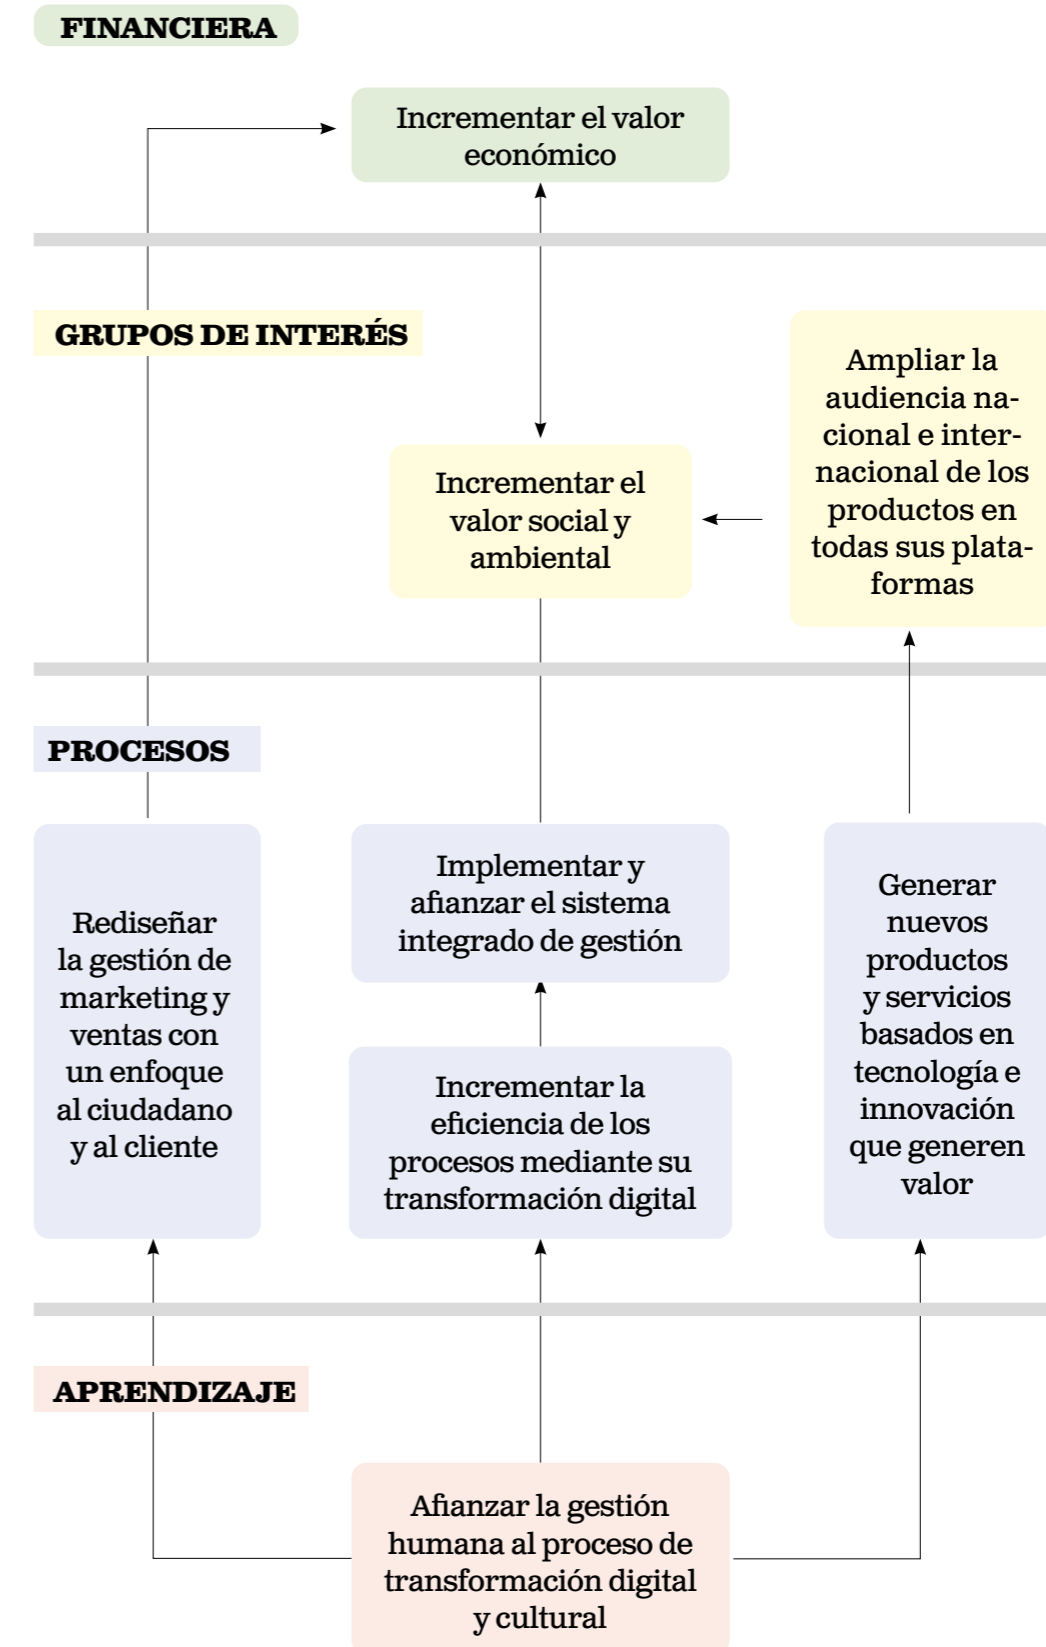 FINANCIERA
Incrementar el valor
económico
GRUPOS DE INTERÉS
Incrementar el
valor social y
ambiental
Ampliar la
audiencia na-
cional e inter-
nacional de los
productos en
todas sus plata-
formas
PROCESOS
Rediseñar
la gestión de
marketing y
ventas con
un enfoque
al ciudadano
y al cliente
Implementar y
afianzar el sistema
integrado de gestión
Incrementar la
eficiencia de los
procesos mediante su
transformación digital
Generar
nuevos
productos
y servicios
basados en
tecnología e
innovación
que generen
valor
APRENDIZAJE
Afianzar la gestión
humana al proceso de
transformación digital
y cultural